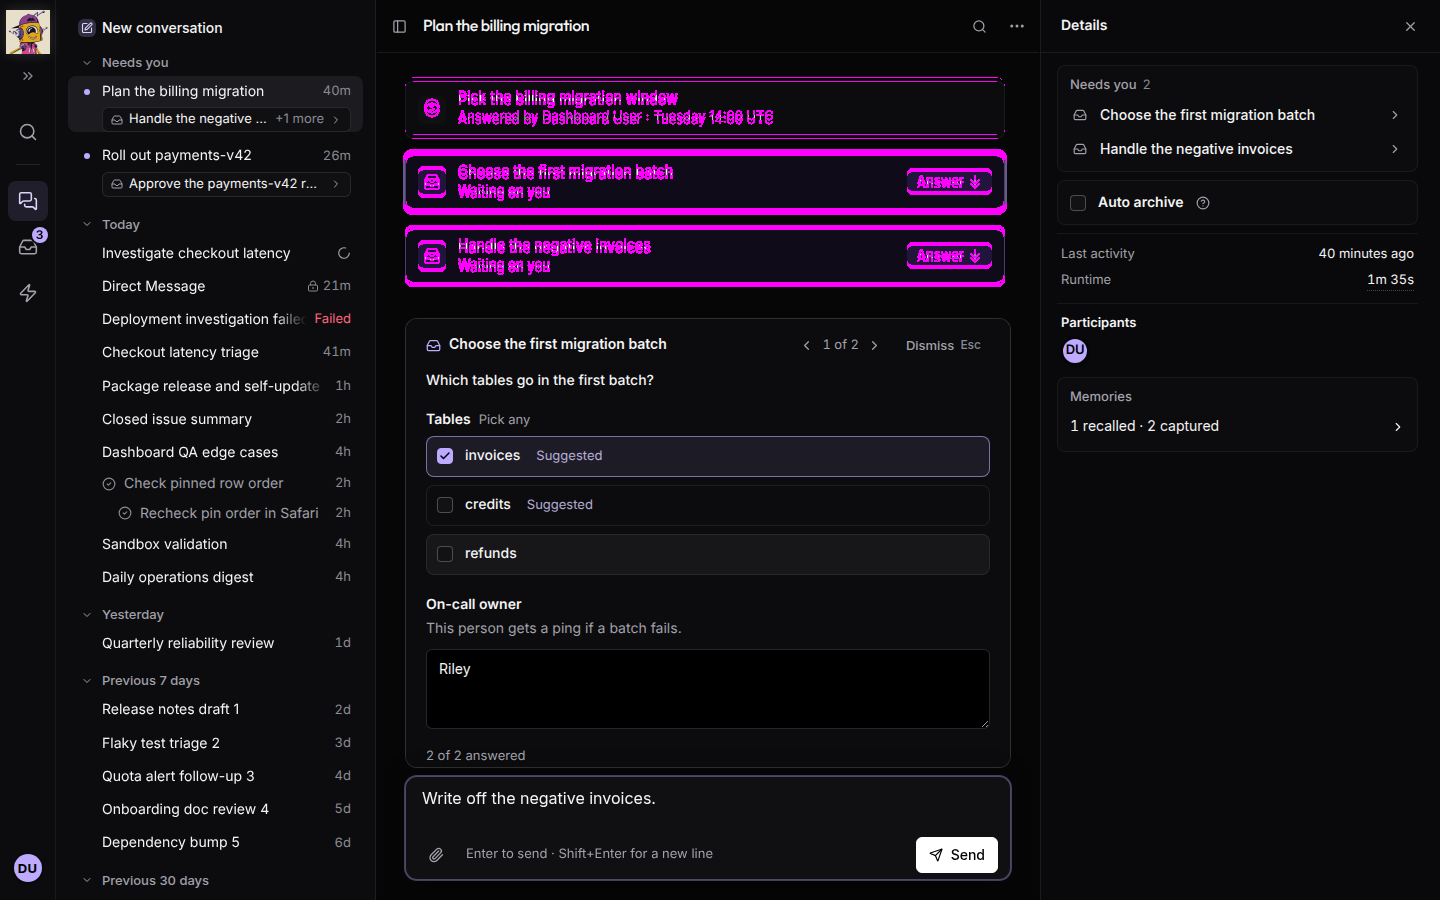 New conversation
Needs you
Plan the billing migration 40m
Handle the negative ... +1 more
Roll out payments-v42 26m
Approve the payments-v42 r...
Today
Investigate checkout latency
3
Direct Message 21m
Deployment investigation failed Failed
Checkout latency triage 41m
Package release and self-update 1h
Closed issue summary 2h
Dashboard QA edge cases 4h
Check pinned row order 2h
Recheck pin order in Safari 2h
Sandbox validation 4h
Daily operations digest 4h
Yesterday
Quarterly reliability review 1d
Previous 7 days
Release notes draft 1 2d
Flaky test triage 2 3d
Quota alert follow-up 3 4d
Onboarding doc review 4 5d
Dependency bump 5 6d
Previous 30 days
DU
Plan the billing migration
Pick the billing migration window
Answered by Dashboard User · Tuesday 14:00 UTC
Choose the first migration batch
Waiting on you
Answer
Handle the negative invoices
Waiting on you
Answer
Choose the first migration batch 1 of 2 Dismiss Esc
Which tables go in the first batch?
Tables Pick any
invoices Suggested
credits Suggested
refunds
On-call owner
This person gets a ping if a batch fails.
Riley
2 of 2 answered
Write off the negative invoices.
Enter to send · Shift+Enter for a new line
Send
Details
Needs you 2
Choose the first migration batch
Handle the negative invoices
Auto archive
Last activity 40 minutes ago
Runtime 1m 35s
Participants
DU
Memories
1 recalled · 2 captured